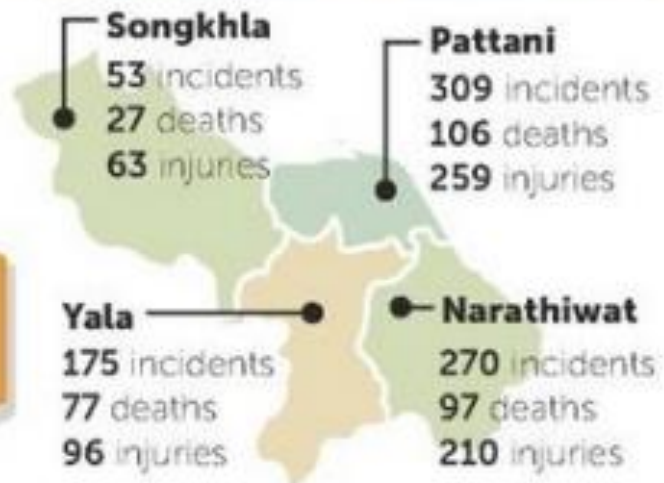 Songkhla
53 incidents
27 deaths
63 injuries
Pattani
309 incidents
106 deaths
259 injuries
Yala
175 incidents
77 deaths
96 injuries
Narathiwat
270 incidents
97 deaths
210 injuries